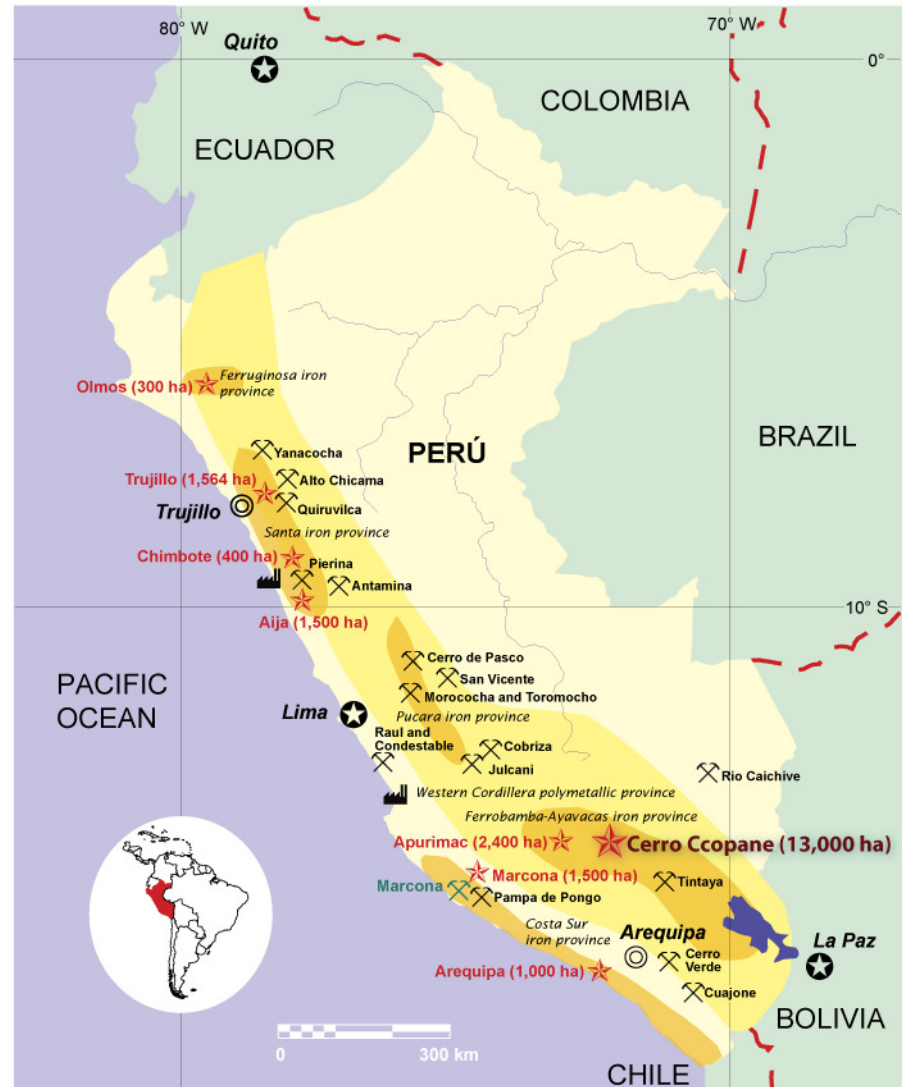 80° W
70° W
Quito
0°
COLOMBIA
ECUADOR
Olmos (300 ha)
Ferruginosa iron
province
PERÚ
BRAZIL
Yanacocha
Trujillo (1,564 ha)
Alto Chicama
Trujillo
Quiruvilca
Santa iron province
Chimbote (400 ha)
Pierina
Antamina
Aija (1,500 ha)
10° S
Cerro de Pasco
San Vicente
PACIFIC
OCEAN
Morococha and Toromocho
Lima
Pucara iron province
Raul and
Condestable
Cobriza
Julcani
Rio Caichive
Western Cordillera polymetallic province
Ferrobamba-Ayavacas iron province
Apurimac (2,400 ha)
Cerro Ccopane (13,000 ha)
Marcona
Marcona (1,500 ha)
Tintaya
Pampa de Pongo
Costa Sur
iron province
Arequipa
La Paz
Arequipa (1,000 ha)
Cerro
Verde
Cuajone
BOLIVIA
0
300 km
CHILE